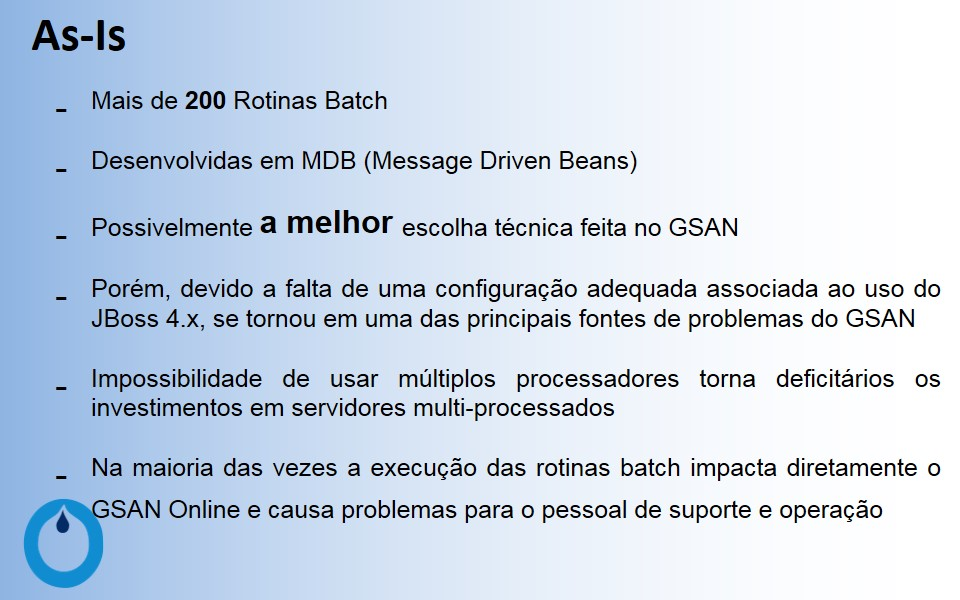 As-Is
- Mais de 200 Rotinas Batch
- Desenvolvidas em MDB (Message Driven Beans)
- Possivelmente a melhor escolha técnica feita no GSAN
- Porém, devido a falta de uma configuração adequada associada ao uso do
JBoss 4.x, se tornou em uma das principais fontes de problemas do GSAN
- Impossibilidade de usar múltiplos processadores torna deficitários os
investimentos em servidores multi-processados
- Na maioria das vezes a execução das rotinas batch impacta diretamente o
GSAN Online e causa problemas para o pessoal de suporte e operação